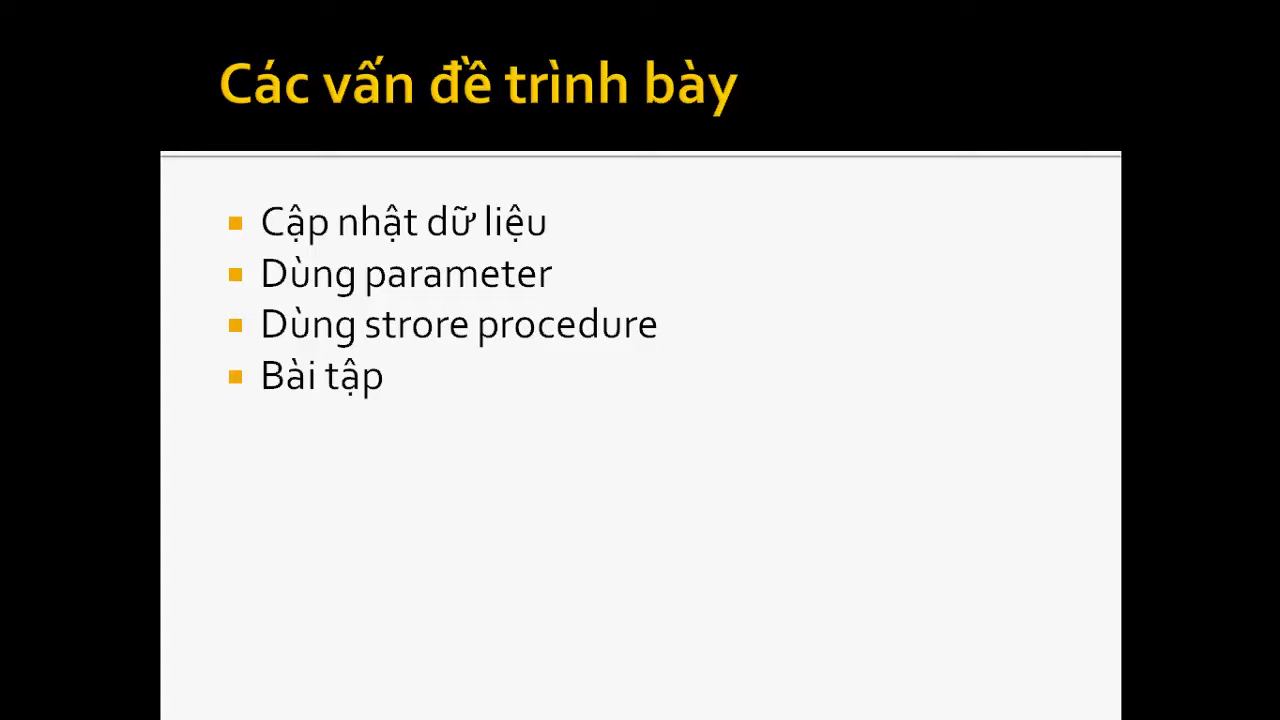 Các vấn đề trình bày
Cập nhật dữ liệu
Dùng parameter
Dùng strore procedure
Bài tập